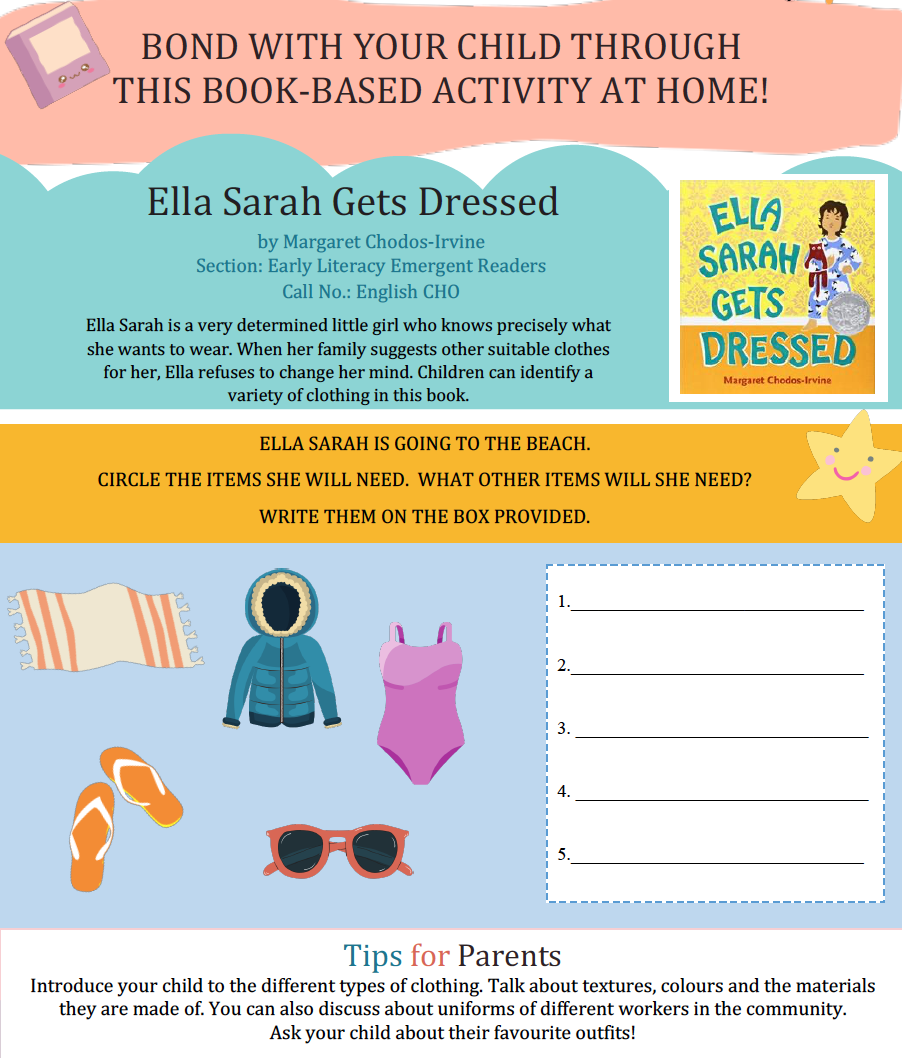 BOND WITH YOUR CHILD THROUGH
THIS BOOK-BASED ACTIVITY AT HOME!
Ella Sarah Gets Dressed
by Margaret Chodos-Irvine
Section: Early Literacy Emergent Readers
Call No.: English CHO
Ella Sarah is a very determined little girl who knows precisely what
she wants to wear. When her family suggests other suitable clothes
for her, Ella refuses to change her mind. Children can identify a
variety of clothing in this book.
ELLA
SARAH
GETS
DRESSED
Margaret Chodos-Irvine
ELLA SARAH IS GOING TO THE BEACH.
CIRCLE THE ITEMS SHE WILL NEED.  WHAT OTHER ITEMS WILL SHE NEED?
WRITE THEM ON THE BOX PROVIDED.
1.
2.
3.
4.
5.
Tips for Parents
Introduce your child to the different types of clothing. Talk about textures, colours and the materials
they are made of. You can also discuss about uniforms of different workers in the community.
Ask your child about their favourite outfits!